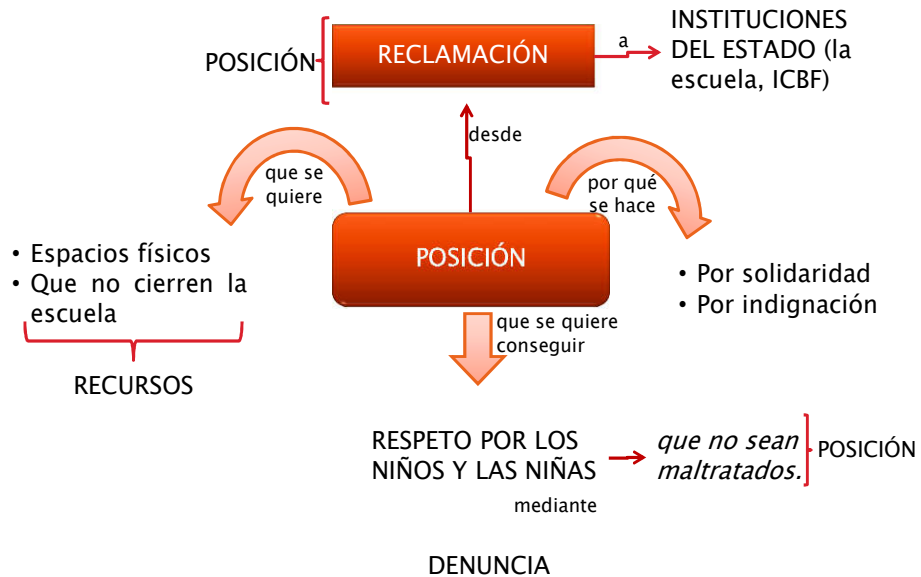 POSICIÓN
RECLAMACIÓN
a
INSTITUCIONES
DEL ESTADO (la
escuela, ICBF)
desde
que se
quiere
por qué
se hace
• Espacios físicos
• Que no cierren la
escuela
RECURSOS
POSICIÓN
• Por solidaridad
• Por indignación
que se quiere
conseguir
RESPETO POR LOS
NIÑOS Y LAS NIÑAS
que no sean
maltratados.
POSICIÓN
mediante
DENUNCIA